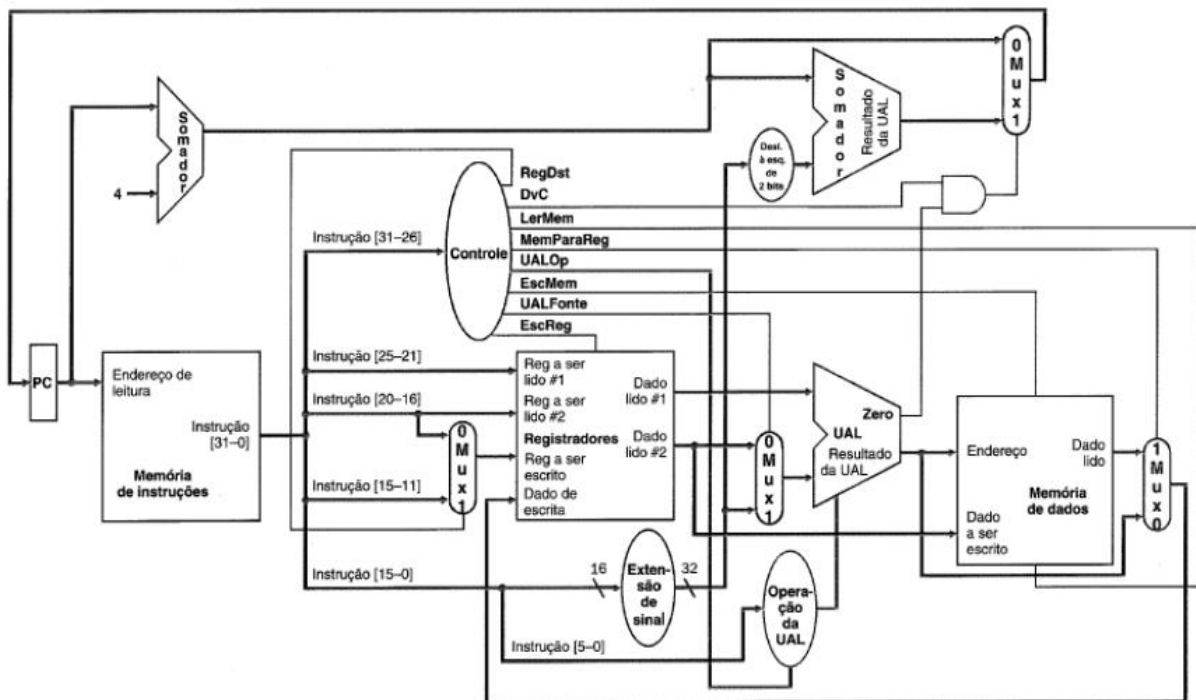 0
M
u
x
1
Somador
Somador
Resultado
da UAL
Desl.
à esq.
de
2 bits
4
RegDst
DvC
LerMem
MemParaReg
UALOp
EscMem
UALFonte
EscReg
Controle
Instrução [31–26]
PC
Endereço de
leitura
Instrução
[31–0]
Memória
de instruções
Instrução [25–21]
Instrução [20–16]
Instrução [15–11]
Instrução [15–0]
0
M
u
x
1
Reg a ser
lido #1
Reg a ser
lido #2
Registradores
Reg a ser
escrito
Dado de
escrita
Dado
lido #1
Dado
lido #2
0
M
u
x
1
Zero
UAL
Resultado
da UAL
Endereço
Dado
lido
Memória
de dados
Dado
a ser
escrito
1
M
u
x
0
16
Exten-
são de
sinal
32
Opera-
ção da
UAL
Instrução [5–0]